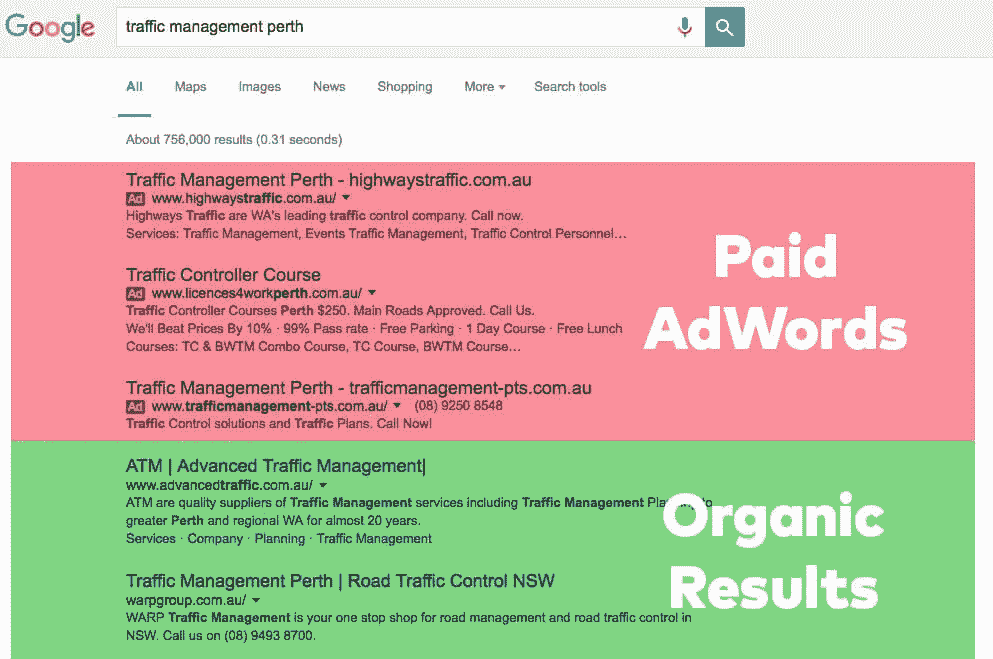 Google
traffic management perth
All Maps Images News Shopping More Search tools
About 756,000 results (0.31 seconds)
Traffic Management Perth - highwaystraffic.com.au
Ad www.highwaystraffic.com.au/
Highways Traffic are WA's leading traffic control company. Call now.
Services: Traffic Management, Events Traffic Management, Traffic Control Personnel...
Traffic Controller Course
Ad www.licences4workperth.com.au/
Traffic Controller Courses Perth $250. Main Roads Approved. Call Us.
We'll Beat Prices By 10% · 99% Pass rate · Free Parking · 1 Day Course · Free Lunch
Courses: TC & BWTM Combo Course, TC Course, BWTM Course...
Traffic Management Perth - trafficmanagement-pts.com.au
Ad www.trafficmanagement-pts.com.au/ (08) 9250 8548
Traffic Control solutions and Traffic Plans. Call Now!
Paid
AdWords
ATM | Advanced Traffic Management|
www.advancedtraffic.com.au/
ATM are quality suppliers of Traffic Management services including Traffic Management
greater Perth and regional WA for almost 20 years.
Services · Company · Planning · Traffic Management
Traffic Management Perth | Road Traffic Control NSW
warpgroup.com.au/
WARP Traffic Management is your one stop shop for road management and road traffic control in
NSW. Call us on (08) 9493 8700.
Organic
Results